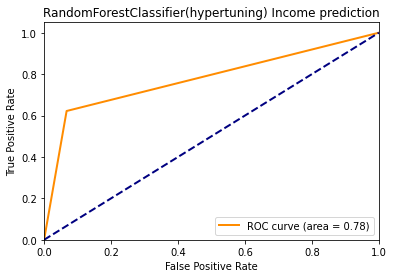 RandomForestClassifier(hypertuning) Income prediction
True Positive Rate
1.0
0.8
0.6
0.4
0.2
0.0
ROC curve (area = 0.78)
0.0 0.2 0.4 0.6 0.8 1.0
False Positive Rate